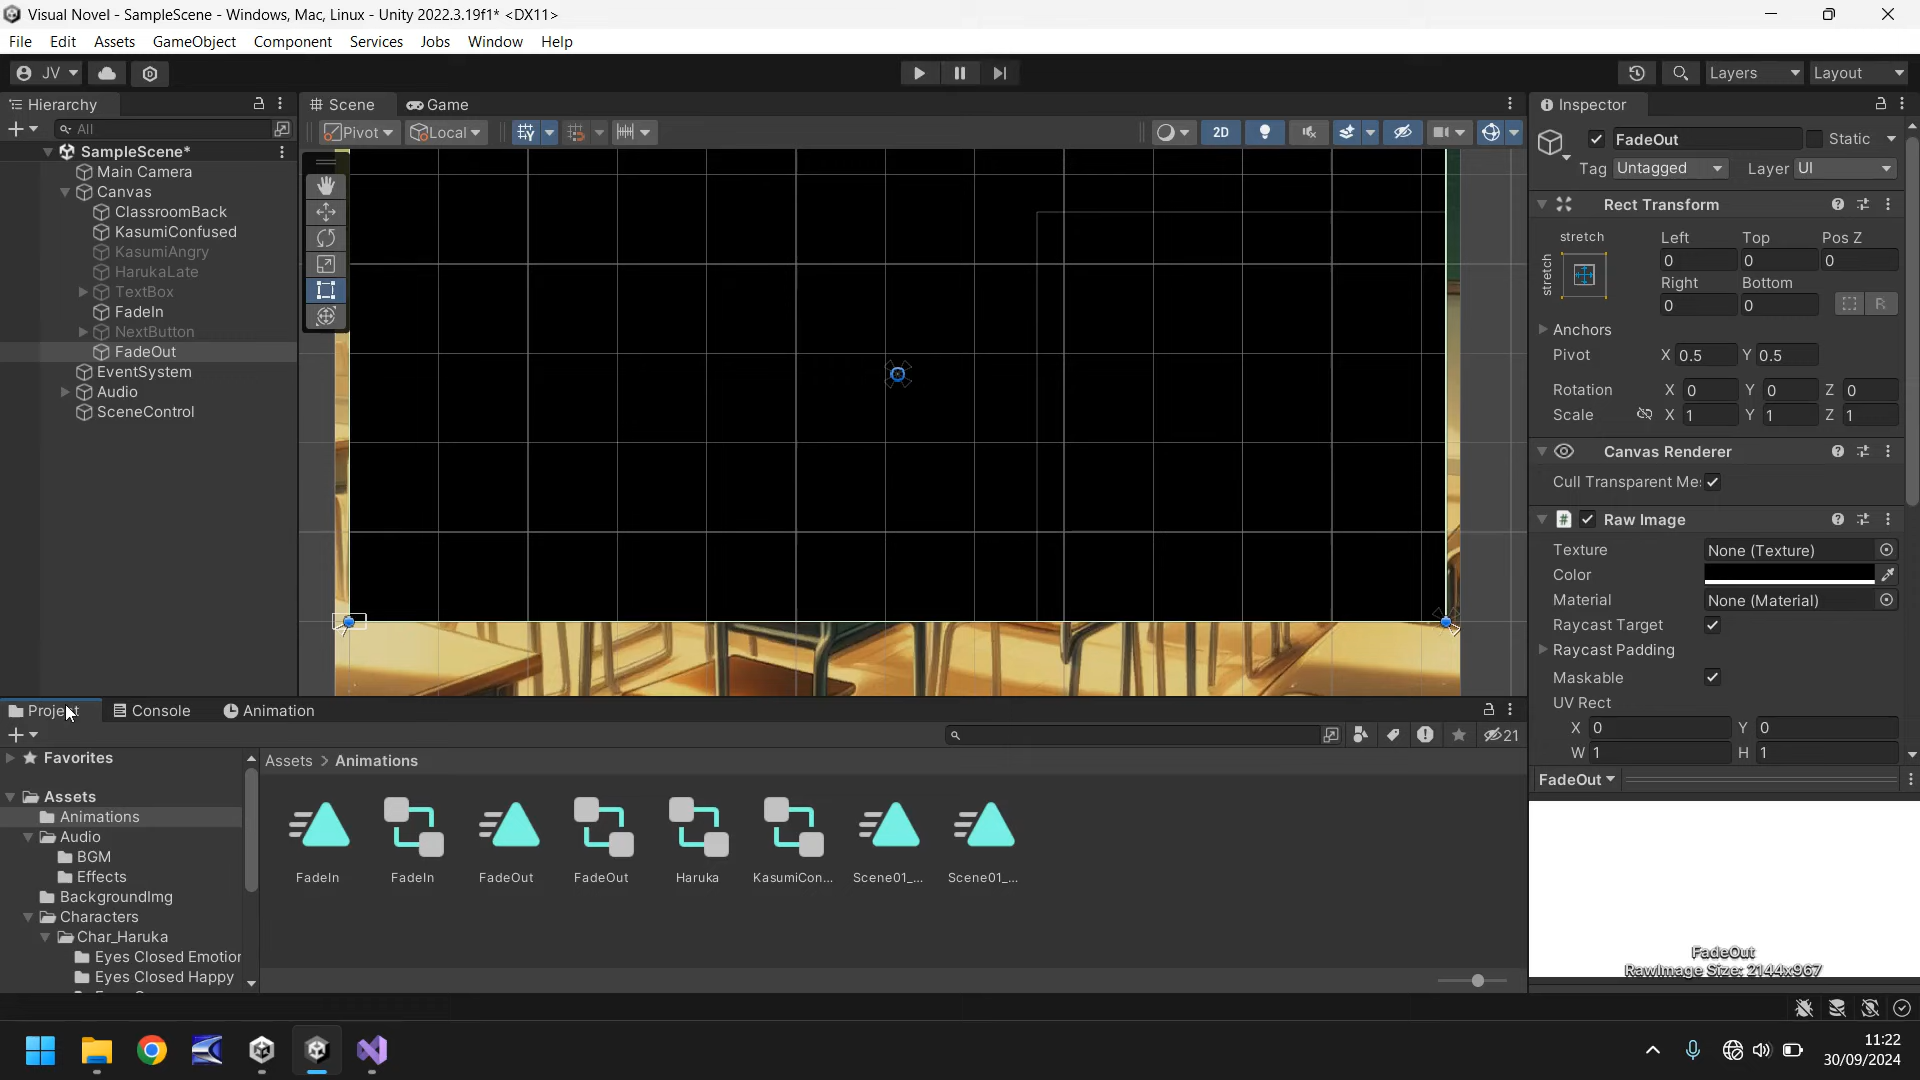 Visual Novel - SampleScene - Windows, Mac, Linux - Unity 2022.3.19f1* <DX11>
File Edit Assets GameObject Component Services Jobs Window Help
JV
Layers Layout
Hierarchy
All
SampleScene*
Main Camera
Canvas
ClassroomBack
KasumiConfused
KasumiAngry
HarukaLate
TextBox
FadeIn
NextButton
FadeOut
EventSystem
Audio
SceneControl
Scene Game
Pivot Local
2D
Inspector
FadeOut Static
Tag Untagged Layer UI
Rect Transform
stretch
stretch
Left Top Pos Z
0 0 0
Right Bottom
0 0 R
Anchors
Pivot X 0.5 Y 0.5
Rotation X 0 Y 0 Z 0
Scale X 1 Y 1 Z 1
Canvas Renderer
Cull Transparent Me
Raw Image
Texture None (Texture)
Color
Material None (Material)
Raycast Target
Raycast Padding
Maskable
UV Rect
X 0 Y 0
W 1 H 1
FadeOut
FadeOut
RawImage Size: 2144x967
Project Console Animation
21
Favorites
Assets
Animations
Audio
BGM
Effects
BackgroundImg
Characters
Char_Haruka
Eyes Closed Emotion
Eyes Closed Happy
Assets > Animations
FadeIn FadeIn FadeOut FadeOut Haruka KasumiCon... Scene01_... Scene01_...
11:22
30/09/2024